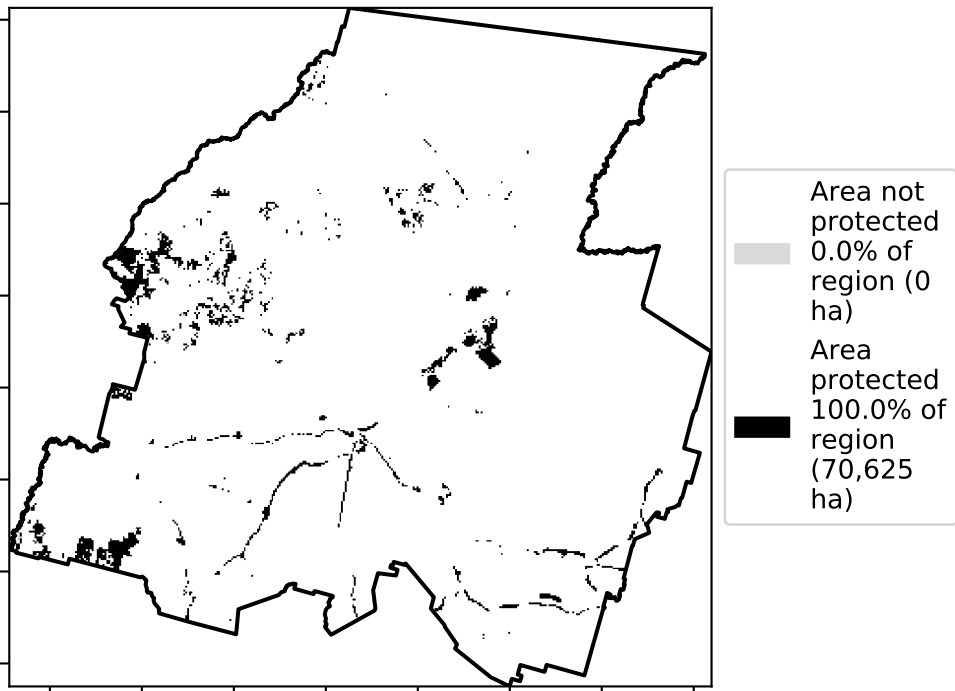 Area not
protected
0.0% of
region (0
ha)
Area
protected
100.0% of
region
(70,625
ha)